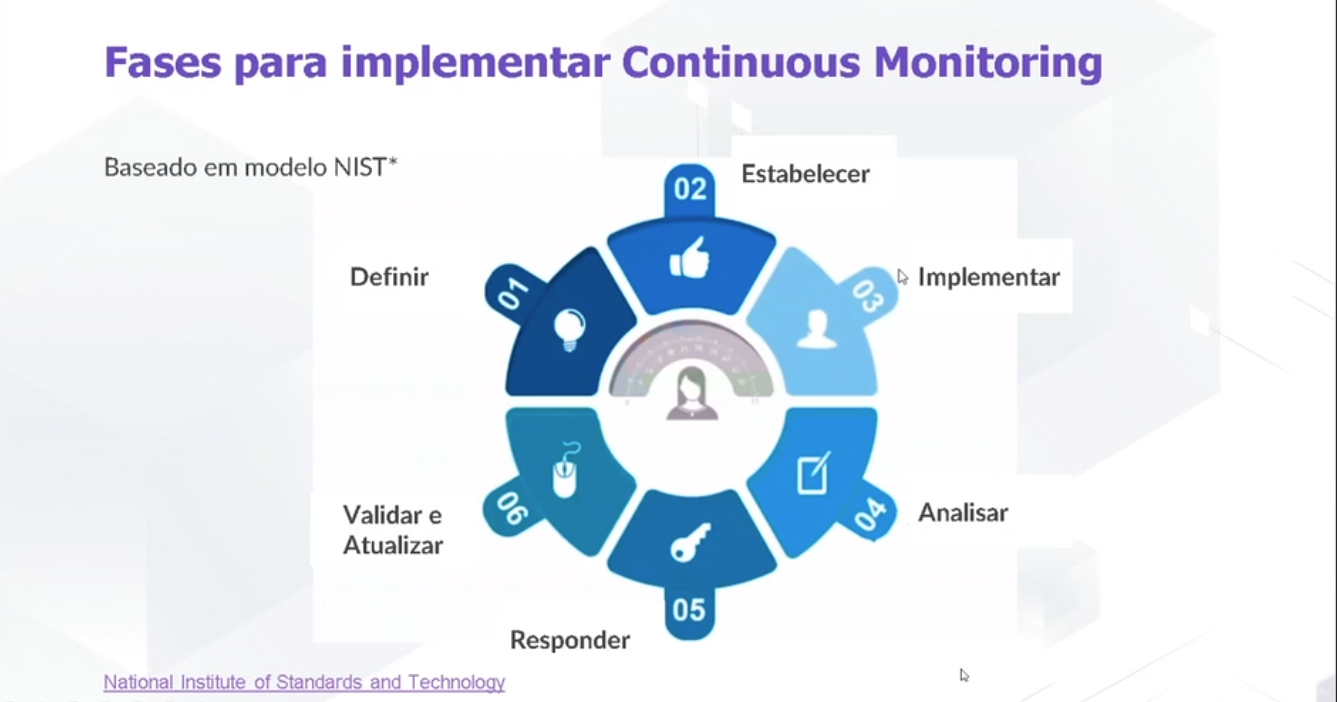 Fases para implementar Continuous Monitoring
Baseado em modelo NIST*
02
Estabelecer
Definir
01
03
Implementar
06
Validar e
Atualizar
04
Analisar
05
Responder
National Institute of Standards and Technology